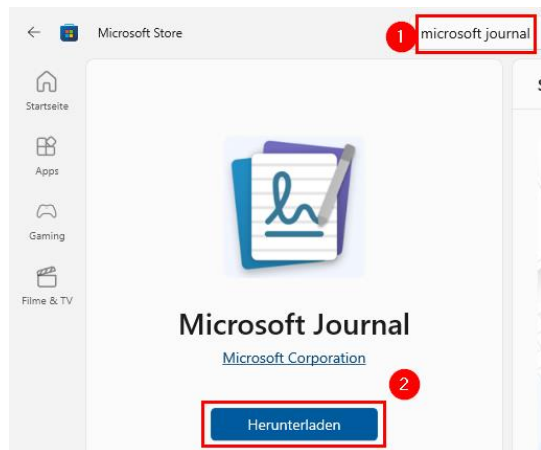 Microsoft Store
1
microsoft journal
Startseite
Apps
Gaming
Filme & TV
Microsoft Journal
Microsoft Corporation
2
Herunterladen